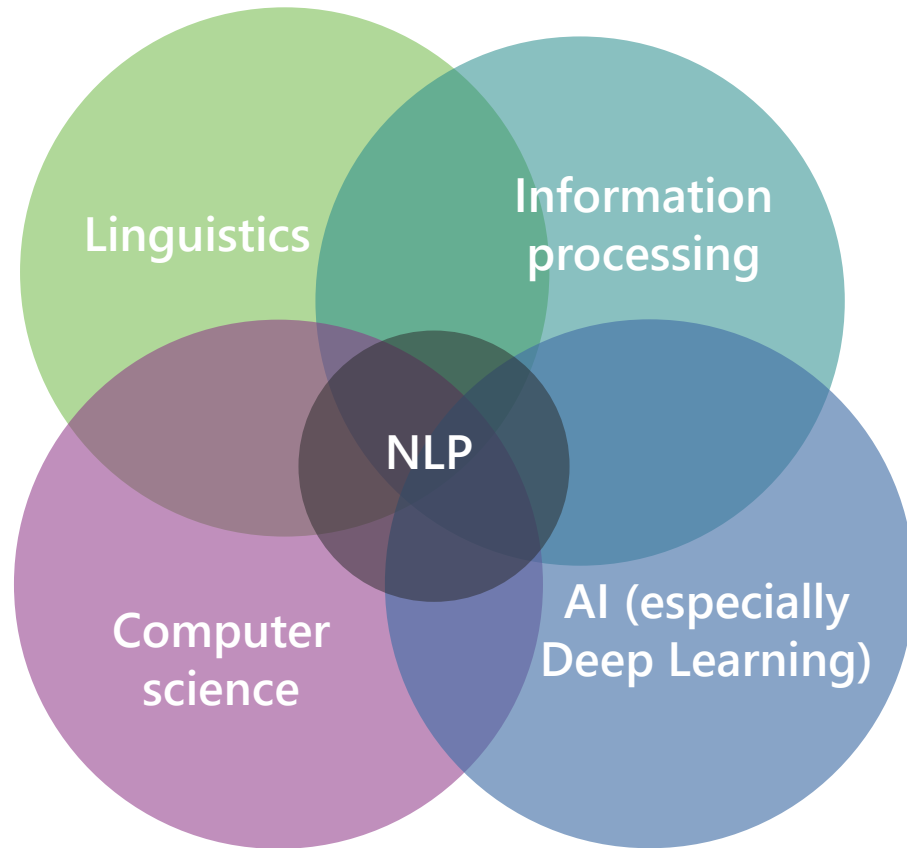 Linguistics
Information
processing
NLP
Computer
science
AI (especially
Deep Learning)